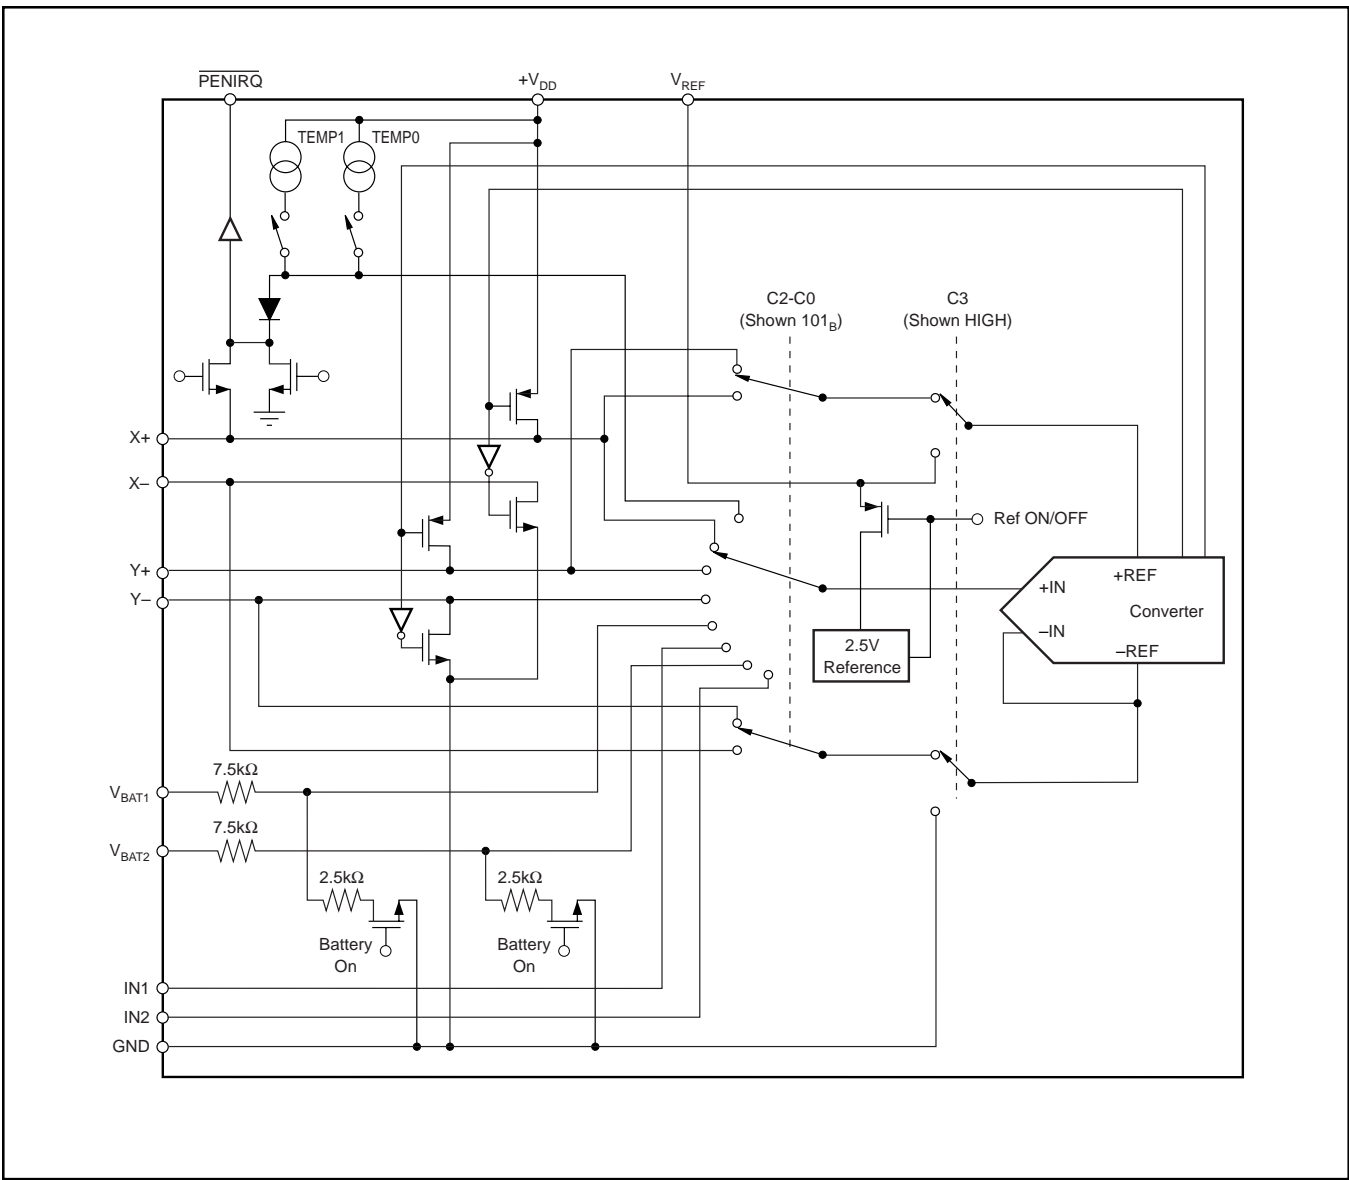 PENIRQ
+VDD
VREF
TEMP1
TEMP0
C2-C0
(Shown 101B)
C3
(Shown HIGH)
X+
X–
Ref ON/OFF
Y+
Y–
+IN
+REF
Converter
–IN
–REF
2.5V
Reference
7.5kΩ
VBAT1
7.5kΩ
VBAT2
2.5kΩ
2.5kΩ
Battery
On
Battery
On
IN1
IN2
GND